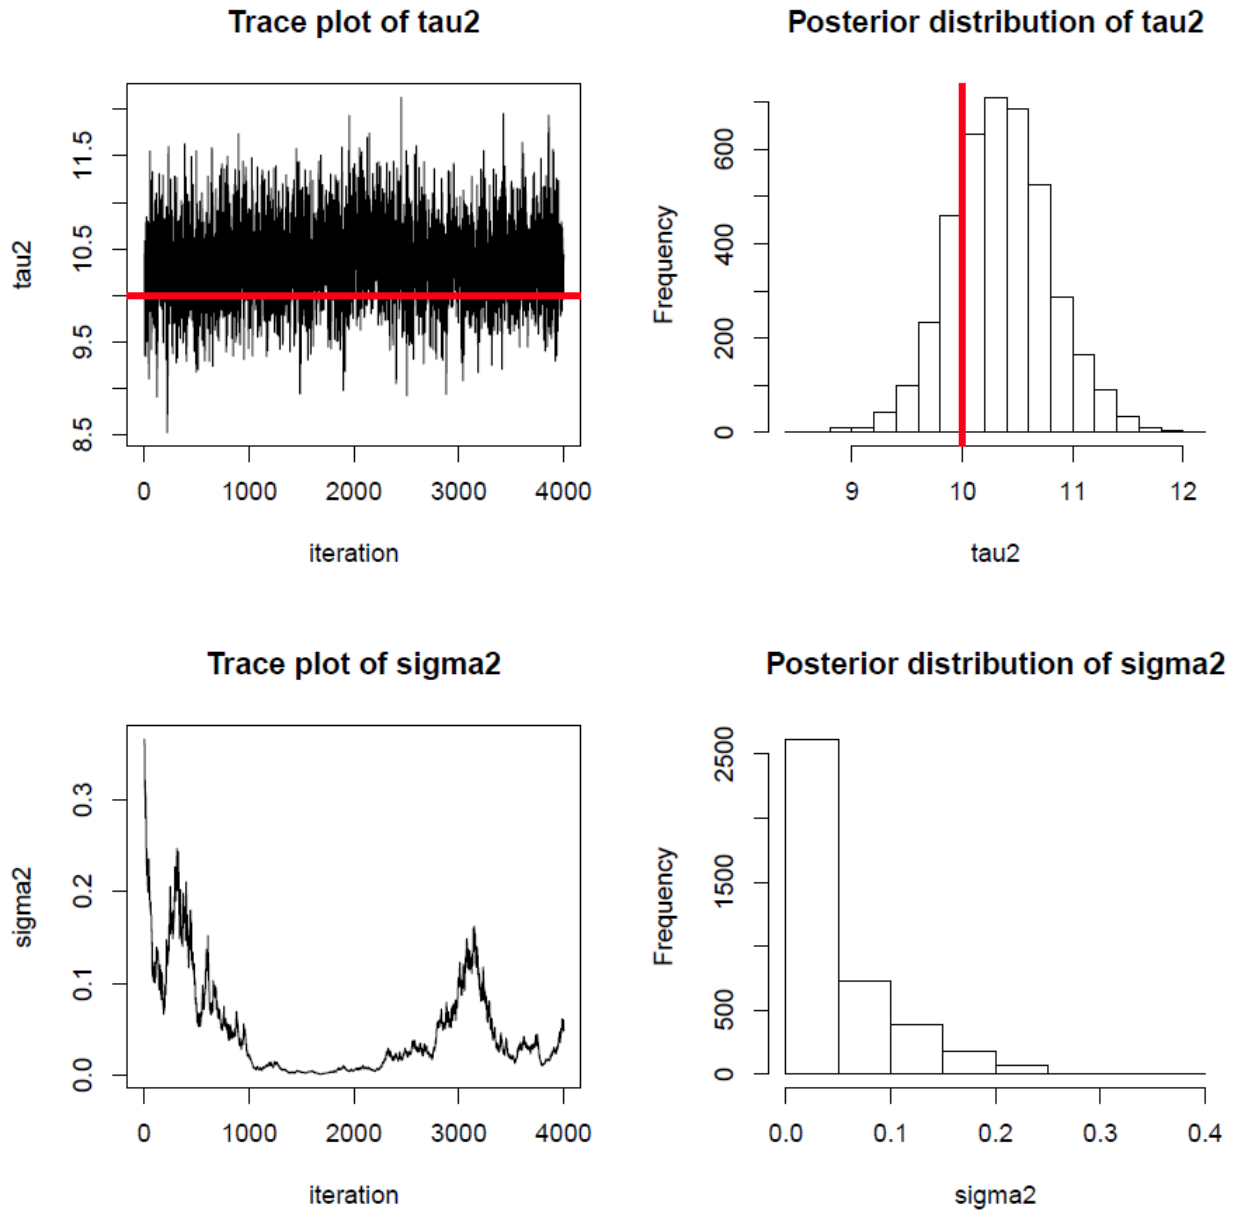 Trace plot of tau2
tau2
11.5
10.5
9.5
8.5
0 1000 2000 3000 4000
iteration
Posterior distribution of tau2
Frequency
600
400
200
0
9 10 11 12
tau2
Trace plot of sigma2
sigma2
0.3
0.2
0.1
0.0
0 1000 2000 3000 4000
iteration
Posterior distribution of sigma2
Frequency
2500
1500
500
0
0.0 0.1 0.2 0.3 0.4
sigma2